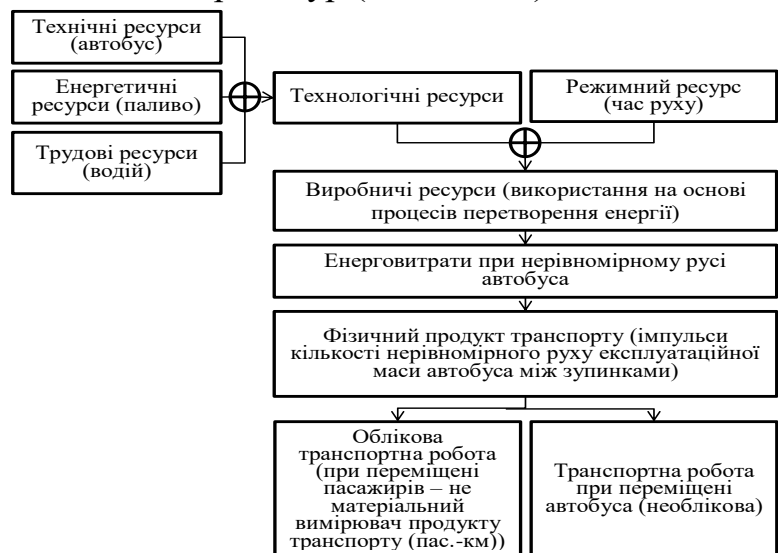 Технічні ресурси
(автобус)
Енергетичні
ресурси (паливо)
Трудові ресурси
(водій)
Технологічні ресурси
Режимний ресурс
(час руху)
Виробничі ресурси (використання на основі
процесів перетворення енергії)
Енерговитрати при нерівномірному русі
автобуса
Фізичний продукт транспорту (імпульси
кількості нерівномірного руху експлуатаційної
маси автобуса між зупинками)
Облікова
транспортна робота
(при переміщені
пасажирів – не
матеріальний
вимірювач продукту
транспорту (пас.-км))
Транспортна робота
при переміщені
автобуса (необлікова)